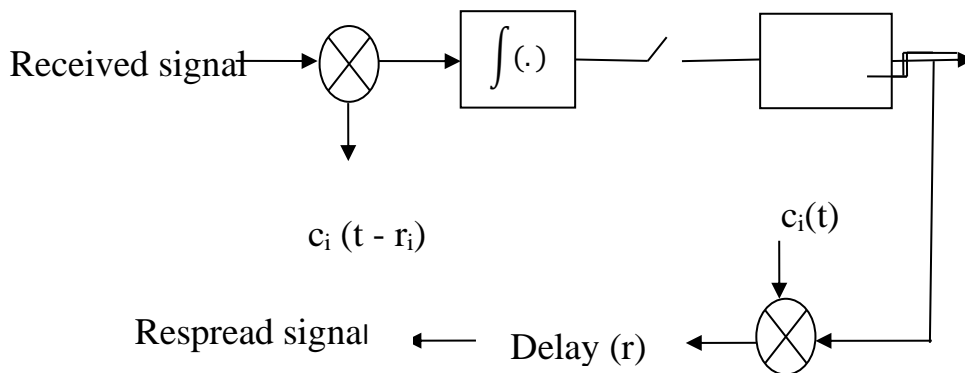 Received signal
∫(.)
cᵢ(t)
cᵢ (t - rᵢ)
Respread signal
Delay (r)